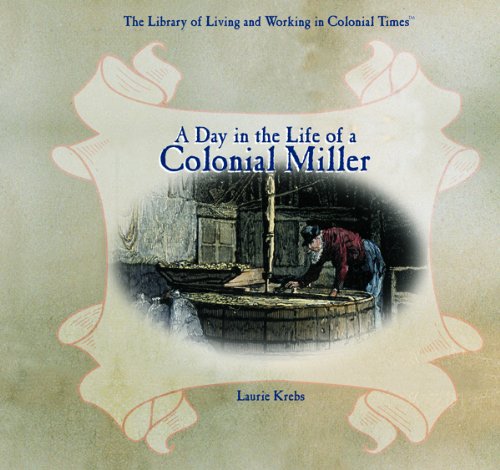 The Library of Living and Working in Colonial Times™
A Day in the Life of a
Colonial Miller
Laurie Krebs